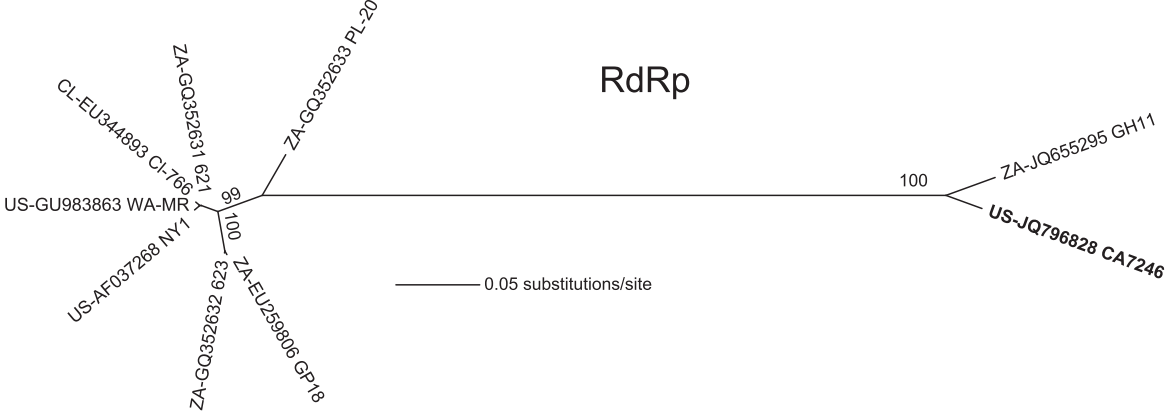 RdRp
ZA-GQ352633 PL-20
ZA-GQ352631 621
CL-EU344893 Cl-766
US-GU983863 WA-MR
US-AF037268 NY1
ZA-GQ352632 623
ZA-EU259806 GP18
99
100
100
ZA-JQ655295 GH11
US-JQ796828 CA7246
0.05 substitutions/site